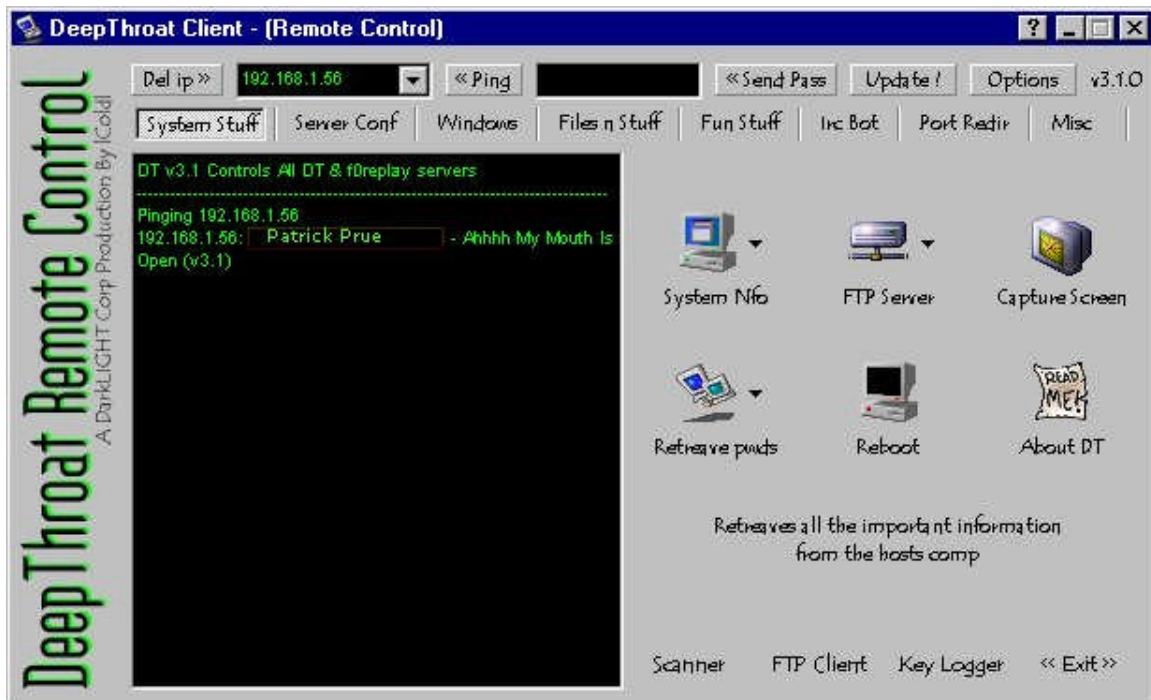 DeepThroat Client - (Remote Control)
Del ip »
192.168.1.56
« Ping
« Send Pass
Update !
Options
v3.1.0
System Stuff
Server Conf
Windows
Files n Stuff
Fun Stuff
Irc Bot
Port Redir
Misc
DeepThroat Remote Control
A DarkLIGHT Corp Production By |Cold|
DT v3.1 Controls All DT & f0replay servers
Pinging 192.168.1.56
192.168.1.56: Patrick Prue - Ahhhh My Mouth Is
Open (v3.1)
System Nfo
FTP Server
Capture Screen
READ
ME!
Retreave pwds
Reboot
About DT
Retreaves all the important information
from the hosts comp
Scanner
FTP Client
Key Logger
« Exit »